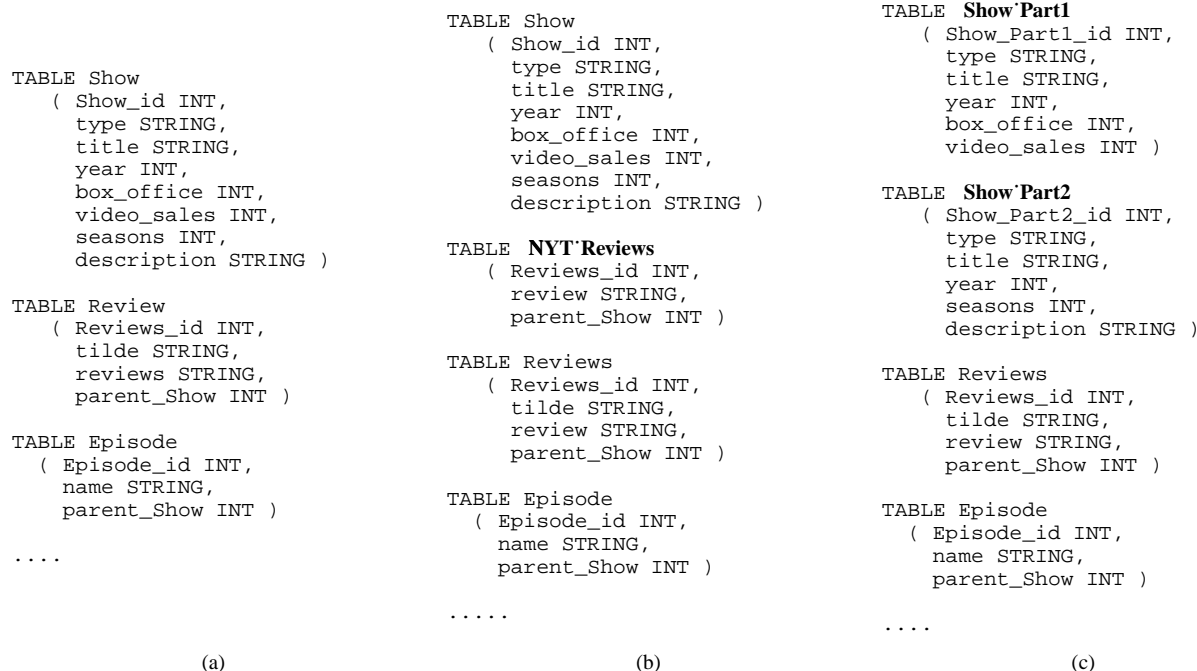 TABLE Show
( Show_id INT,
type STRING,
title STRING,
year INT,
box_office INT,
video_sales INT,
seasons INT,
description STRING )
TABLE Review
( Reviews_id INT,
tilde STRING,
reviews STRING,
parent_Show INT )
TABLE Episode
( Episode_id INT,
name STRING,
parent_Show INT )
....
(a)
TABLE Show
( Show_id INT,
type STRING,
title STRING,
year INT,
box_office INT,
video_sales INT,
seasons INT,
description STRING )
TABLE NYT˙Reviews
( Reviews_id INT,
review STRING,
parent_Show INT )
TABLE Reviews
( Reviews_id INT,
tilde STRING,
review STRING,
parent_Show INT )
TABLE Episode
( Episode_id INT,
name STRING,
parent_Show INT )
.....
(b)
TABLE Show˙Part1
( Show_Part1_id INT,
type STRING,
title STRING,
year INT,
box_office INT,
video_sales INT )
TABLE Show˙Part2
( Show_Part2_id INT,
type STRING,
title STRING,
year INT,
seasons INT,
description STRING )
TABLE Reviews
( Reviews_id INT,
tilde STRING,
review STRING,
parent_Show INT )
TABLE Episode
( Episode_id INT,
name STRING,
parent_Show INT )
....
(c)